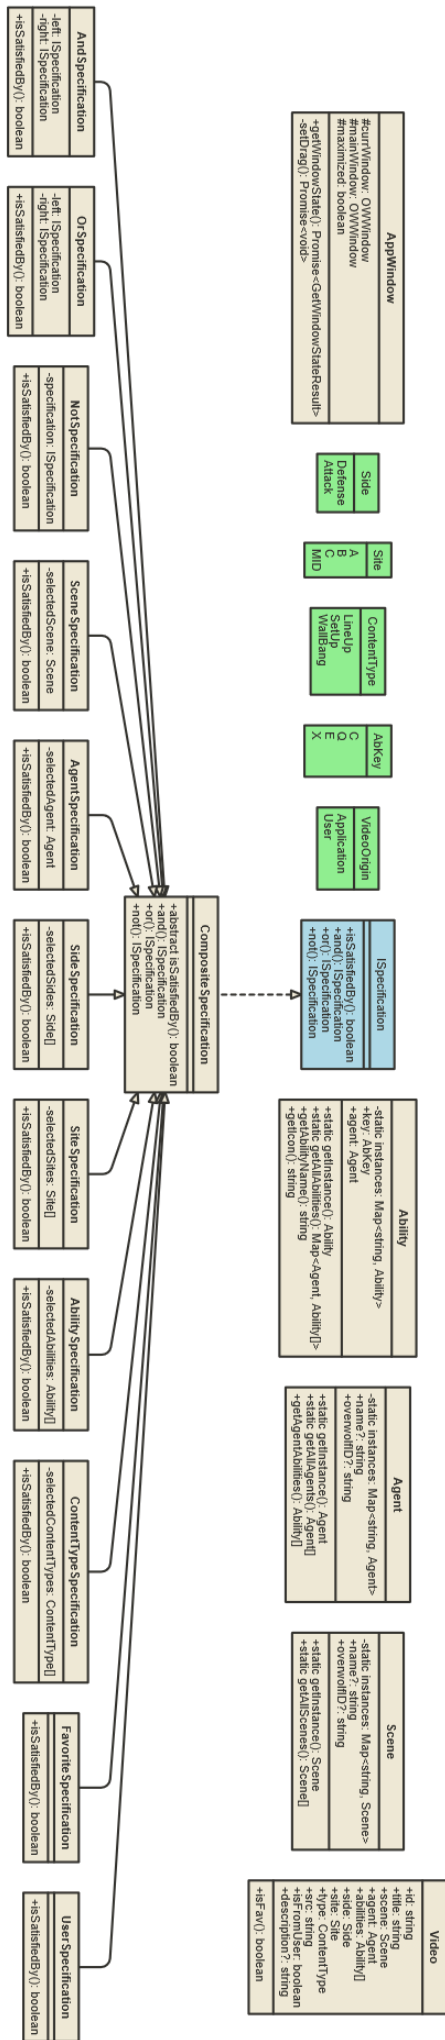 AppWindow
#currWindow: OWWindow
#mainWindow: OWWindow
#maximized: boolean
+getWindowState(): Promise<GetWindowStateResult>
-setDrag(): Promise<void>
Side
Defense
Attack
Site
A
B
C
MID
ContentType
LineUp
SetUp
WallBang
AbKey
C
Q
E
X
VideoOrigin
Application
User
ISpecification
+isSatisfiedBy(): boolean
+and(): ISpecification
+or(): ISpecification
+not(): ISpecification
Ability
-static instances: Map<string, Ability>
+key: AbKey
+agent: Agent
+static getInstance(): Ability
+static getAllAbilities(): Map<Agent, Ability[]>
+getAbilityName(): string
+getIcon(): string
Agent
-static instances: Map<string, Agent>
+name?: string
+overwolfID?: string
+static getInstance(): Agent
+static getAllAgents(): Agent[]
+getAgentAbilities(): Ability[]
Scene
-static instances: Map<string, Scene>
+name?: string
+overwolfID?: string
+static getInstance(): Scene
+static getAllScenes(): Scene[]
Video
+id: string
+title: string
+scene: Scene
+agent: Agent
+abilities: Ability[]
+side: Side
+site: Site
+type: ContentType
+src: string
+isFromUser: boolean
+description?: string
+isFav(): boolean
CompositeSpecification
+abstract isSatisfiedBy(): boolean
+and(): ISpecification
+or(): ISpecification
+not(): ISpecification
AndSpecification
-left: ISpecification
-right: ISpecification
+isSatisfiedBy(): boolean
OrSpecification
-left: ISpecification
-right: ISpecification
+isSatisfiedBy(): boolean
NotSpecification
-specification: ISpecification
+isSatisfiedBy(): boolean
SceneSpecification
-selectedScene: Scene
+isSatisfiedBy(): boolean
AgentSpecification
-selectedAgent: Agent
+isSatisfiedBy(): boolean
SideSpecification
-selectedSides: Side[]
+isSatisfiedBy(): boolean
SiteSpecification
-selectedSites: Site[]
+isSatisfiedBy(): boolean
AbilitySpecification
-selectedAbilities: Ability[]
+isSatisfiedBy(): boolean
ContentTypeSpecification
-selectedContentTypes: ContentType[]
+isSatisfiedBy(): boolean
FavoriteSpecification
+isSatisfiedBy(): boolean
UserSpecification
+isSatisfiedBy(): boolean